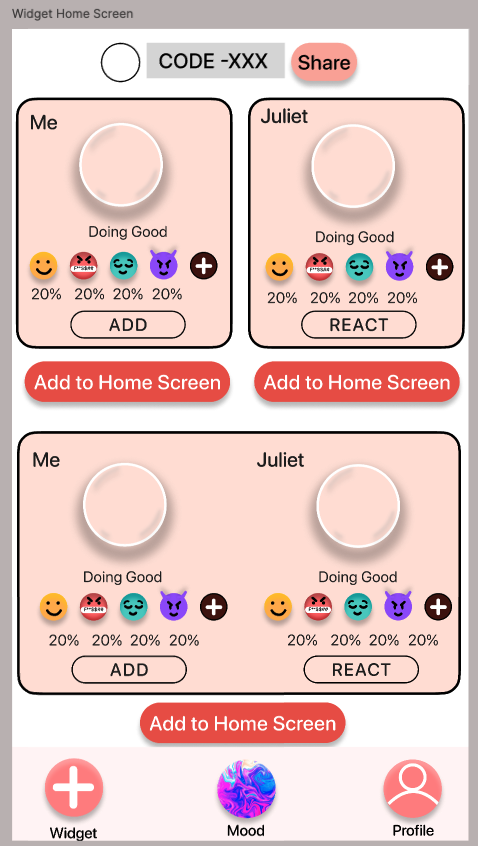 Widget Home Screen
CODE -XXX
Share
Me
Juliet
Doing Good
Doing Good
20% 20% 20% 20%
20% 20% 20% 20%
ADD
REACT
Add to Home Screen
Add to Home Screen
Me
Juliet
Doing Good
Doing Good
20% 20% 20% 20%
20% 20% 20% 20%
ADD
REACT
Add to Home Screen
Widget
Mood
Profile